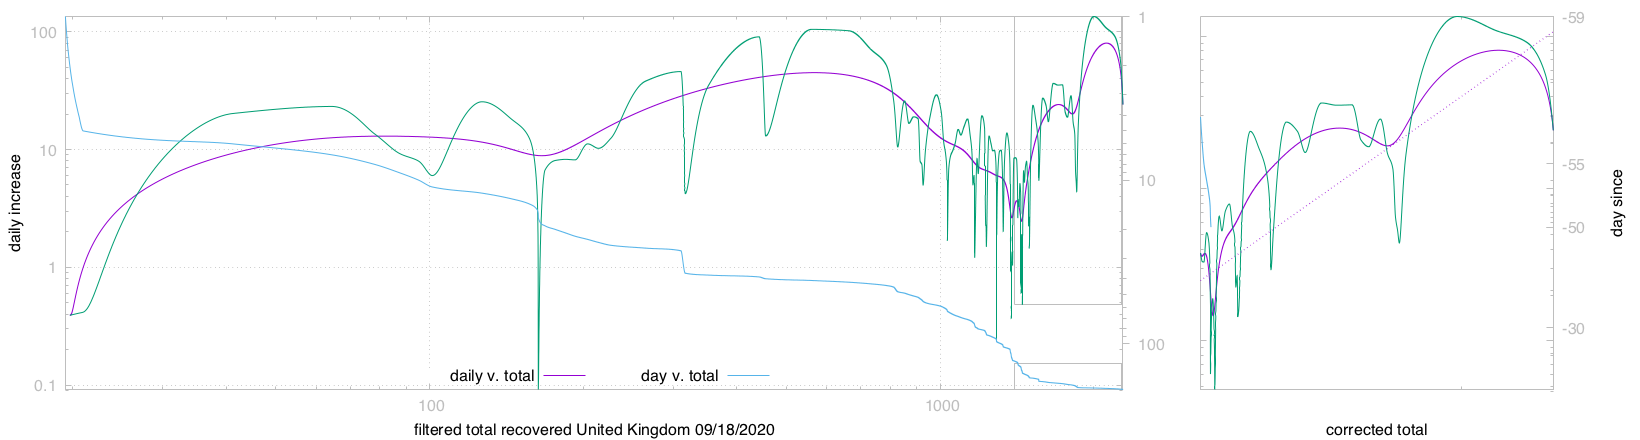 100
10
1
0.1
daily increase
100
1000
daily v. total
day v. total
filtered total recovered United Kingdom 09/18/2020
1
10
100
-59
-55
-50
-30
day since
corrected total